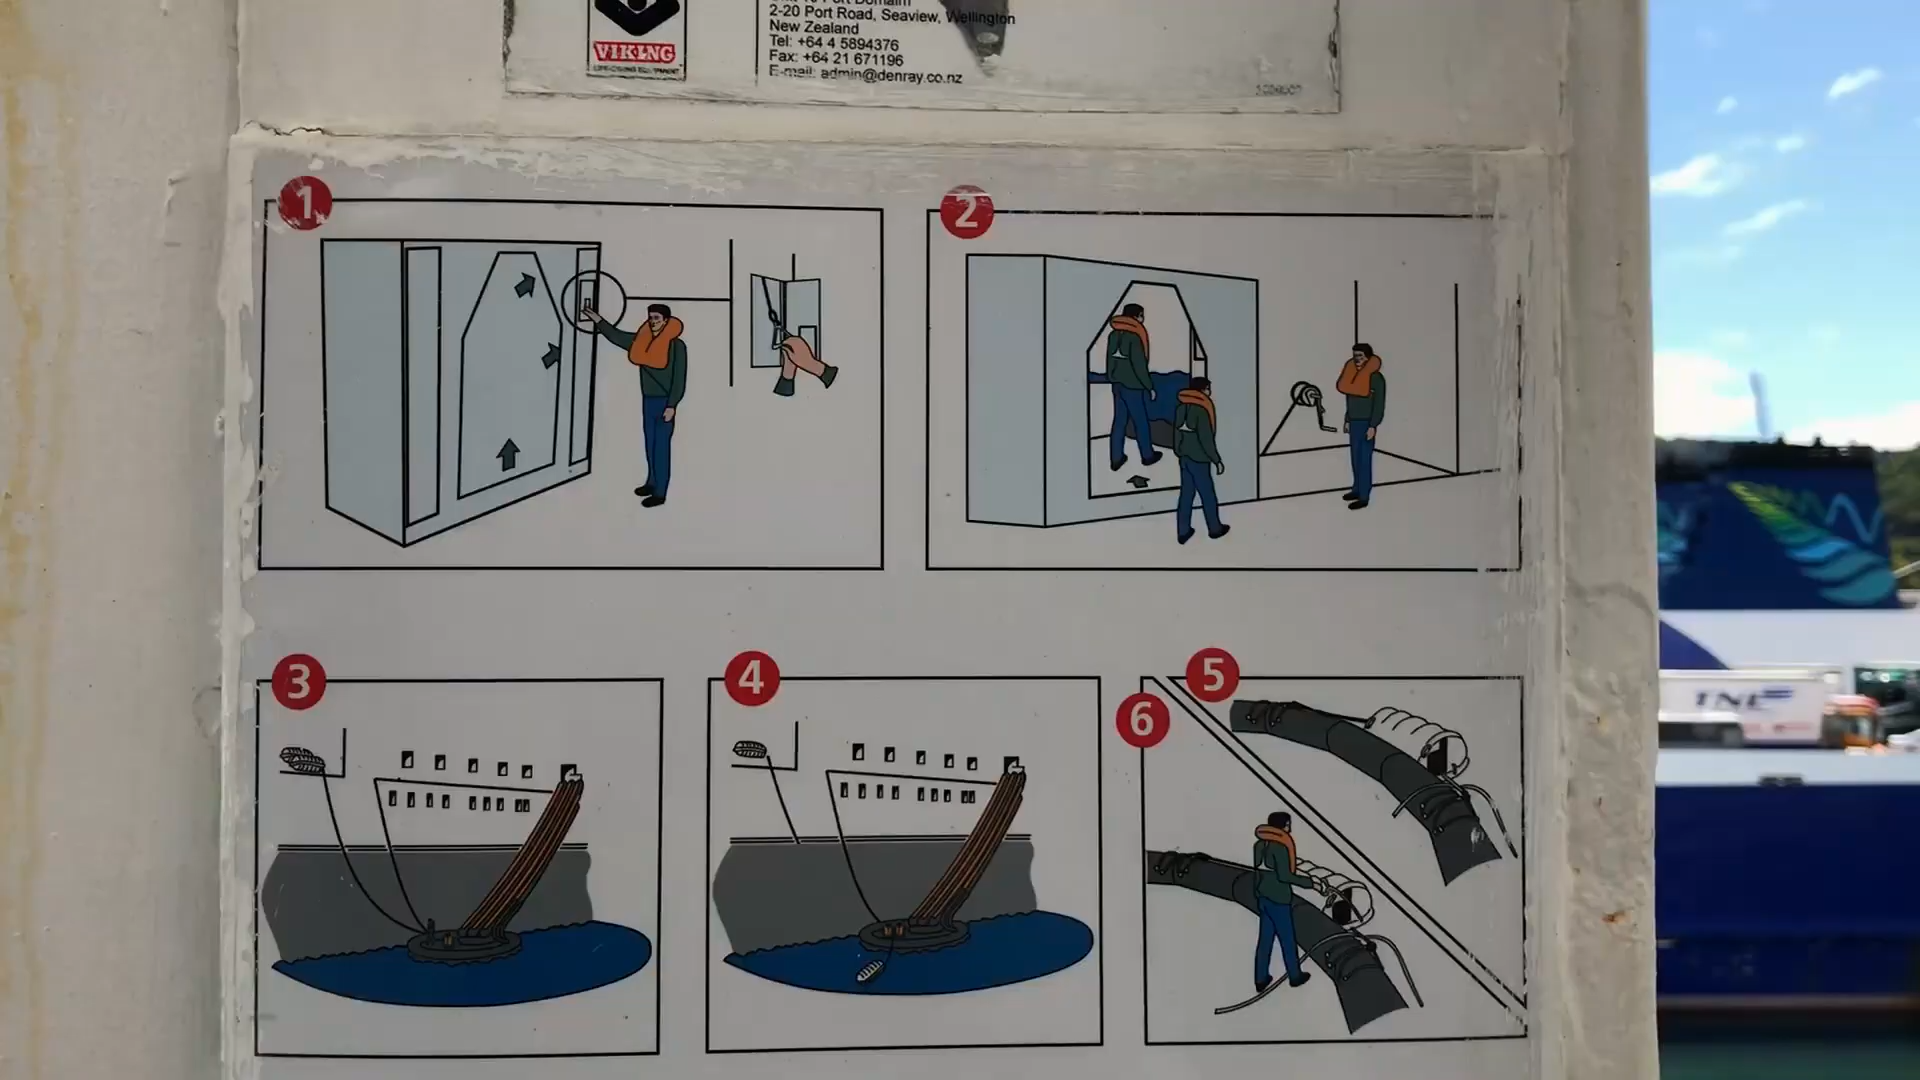 2-20 Port Road, Seaview, Wellington
New Zealand
Tel: +64 4 5894376
Fax: +64 21 671196
E-mail: admin@denray.co.nz
VIKING
1
2
3
4
5
6